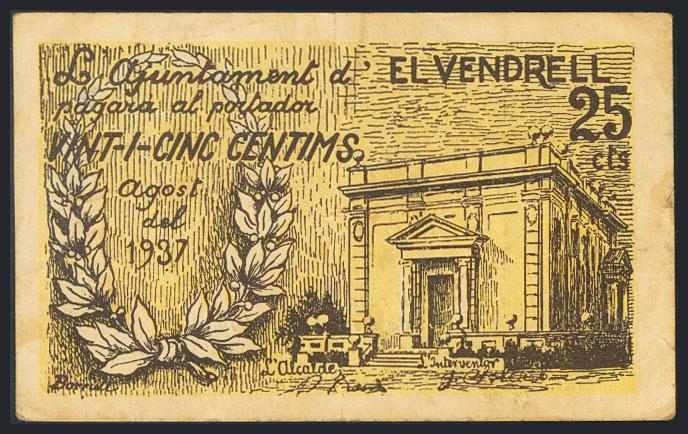 L'Ajuntament d' EL VENDRELL
pagarà al portador
VINT-I-CINC CENTIMS.
25
cts
Agost
del
1937
L'Alcalde
L'Interventor